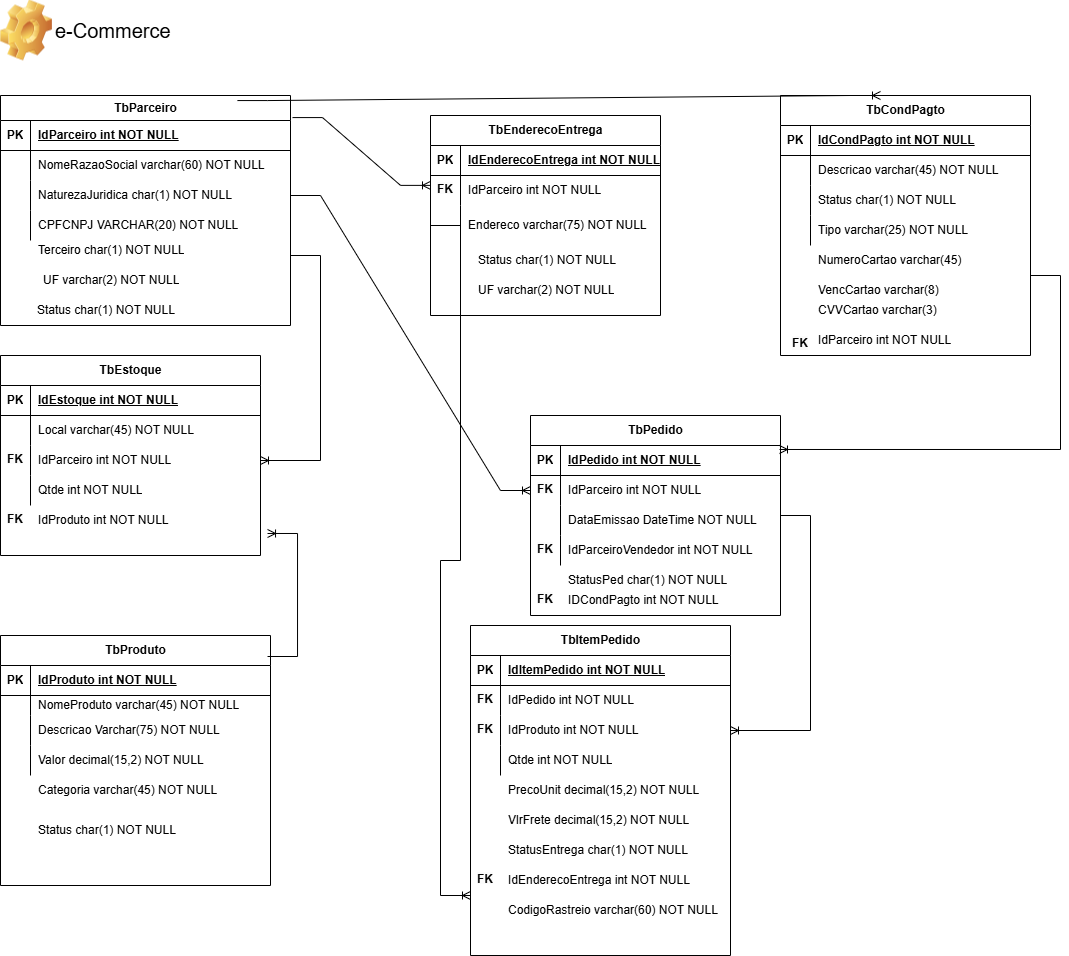 e-Commerce
TbParceiro
PK IdParceiro int NOT NULL
NomeRazaoSocial varchar(60) NOT NULL
NaturezaJuridica char(1) NOT NULL
CPFCNPJ VARCHAR(20) NOT NULL
Terceiro char(1) NOT NULL
UF varchar(2) NOT NULL
Status char(1) NOT NULL
TbEnderecoEntrega
PK IdEnderecoEntrega int NOT NULL
FK IdParceiro int NOT NULL
Endereco varchar(75) NOT NULL
Status char(1) NOT NULL
UF varchar(2) NOT NULL
TbCondPagto
PK IdCondPagto int NOT NULL
Descricao varchar(45) NOT NULL
Status char(1) NOT NULL
Tipo varchar(25) NOT NULL
NumeroCartao varchar(45)
VencCartao varchar(8)
CVVCartao varchar(3)
FK IdParceiro int NOT NULL
TbEstoque
PK IdEstoque int NOT NULL
Local varchar(45) NOT NULL
FK IdParceiro int NOT NULL
Qtde int NOT NULL
FK IdProduto int NOT NULL
TbPedido
PK IdPedido int NOT NULL
FK IdParceiro int NOT NULL
DataEmissao DateTime NOT NULL
FK IdParceiroVendedor int NOT NULL
StatusPed char(1) NOT NULL
FK IDCondPagto int NOT NULL
TbProduto
PK IdProduto int NOT NULL
NomeProduto varchar(45) NOT NULL
Descricao Varchar(75) NOT NULL
Valor decimal(15,2) NOT NULL
Categoria varchar(45) NOT NULL
Status char(1) NOT NULL
TbItemPedido
PK IdItemPedido int NOT NULL
FK IdPedido int NOT NULL
FK IdProduto int NOT NULL
Qtde int NOT NULL
PrecoUnit decimal(15,2) NOT NULL
VlrFrete decimal(15,2) NOT NULL
StatusEntrega char(1) NOT NULL
FK IdEnderecoEntrega int NOT NULL
CodigoRastreio varchar(60) NOT NULL